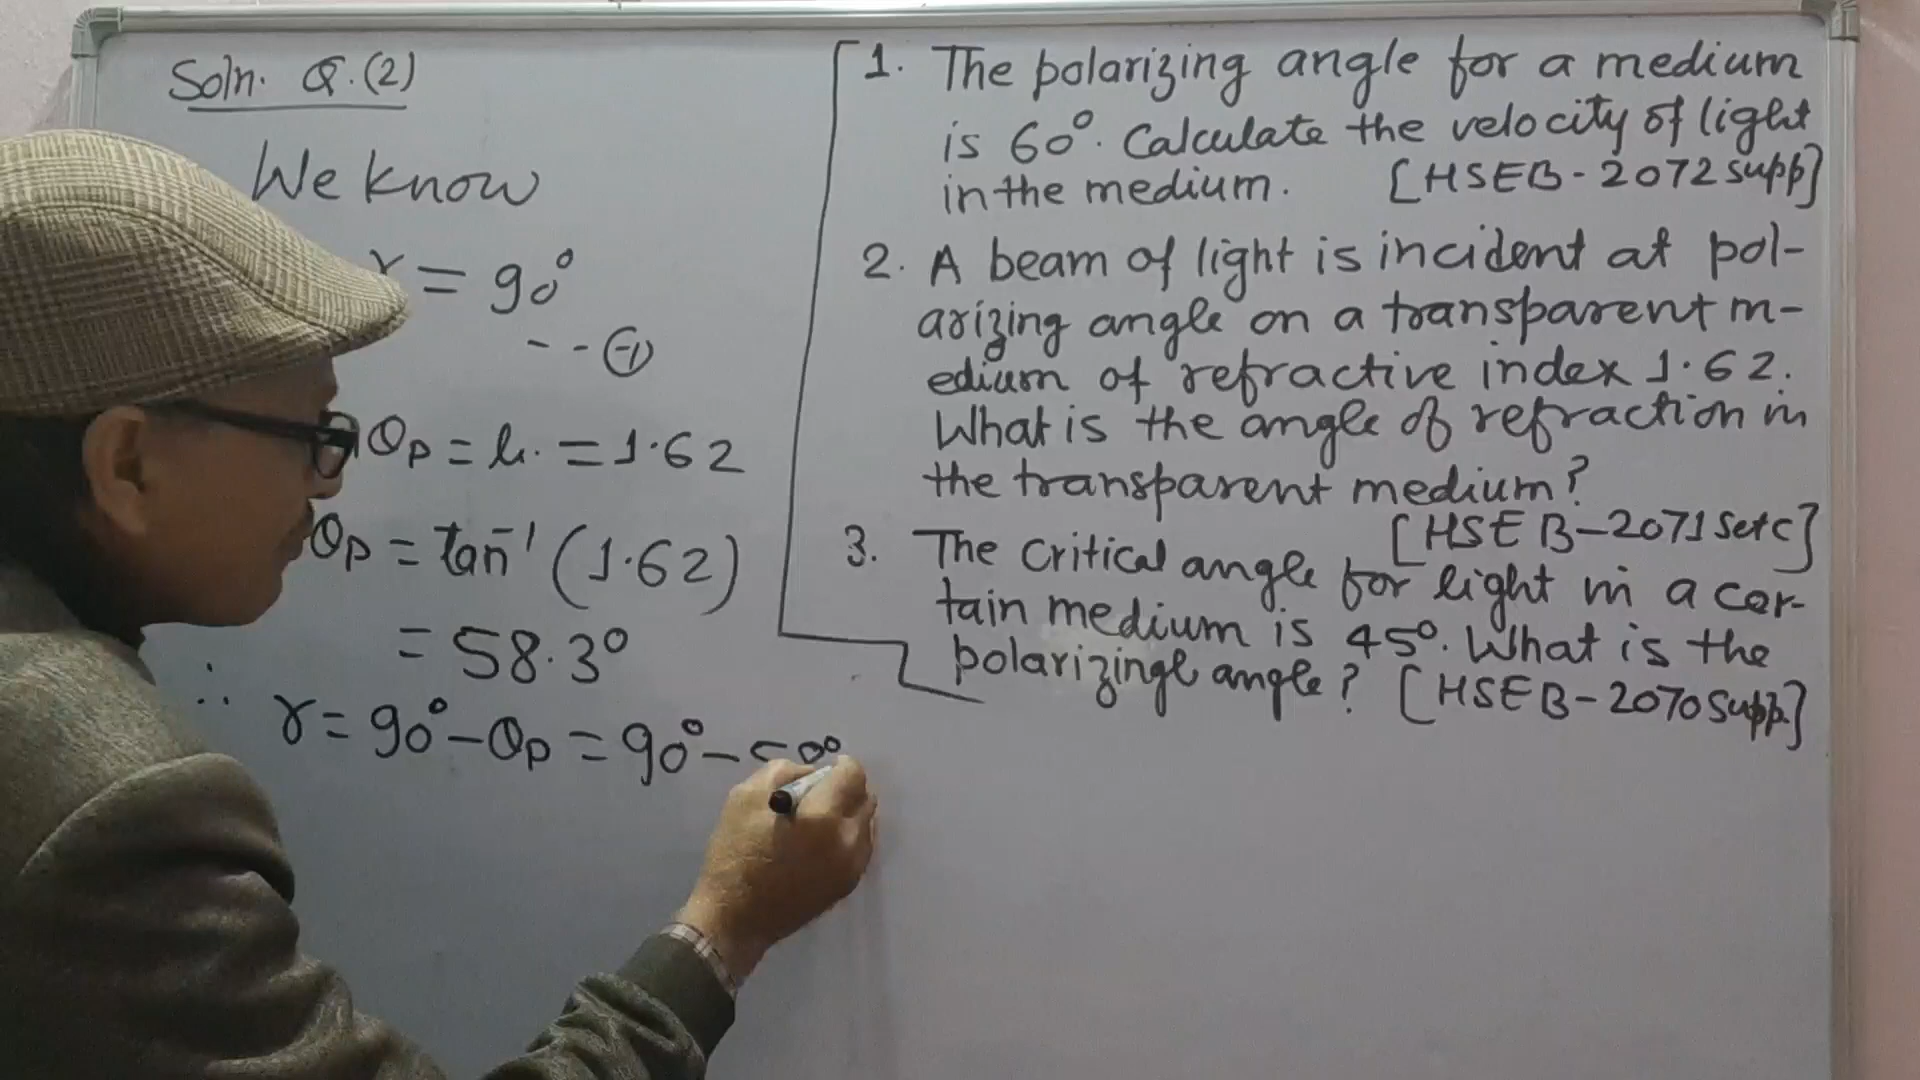 Soln. Q.(2)
We know
r = 90°
- - ①
θp = μ. = 1.62
θp = tan⁻¹ (1.62)
= 58.3°
∴ r = 90° - θp = 90° -
1. The polarizing angle for a medium
is 60°. Calculate the velocity of light
in the medium. [HSEB - 2072 supp]
2. A beam of light is incident at pol-
arizing angle on a transparent m-
edium of refractive index 1.62.
What is the angle of refraction in
the transparent medium?
[HSEB-2071 Set C]
3. The critical angle for light in a cer-
tain medium is 45°. What is the
polarizingl angle? [HSEB-2070 Supp.]